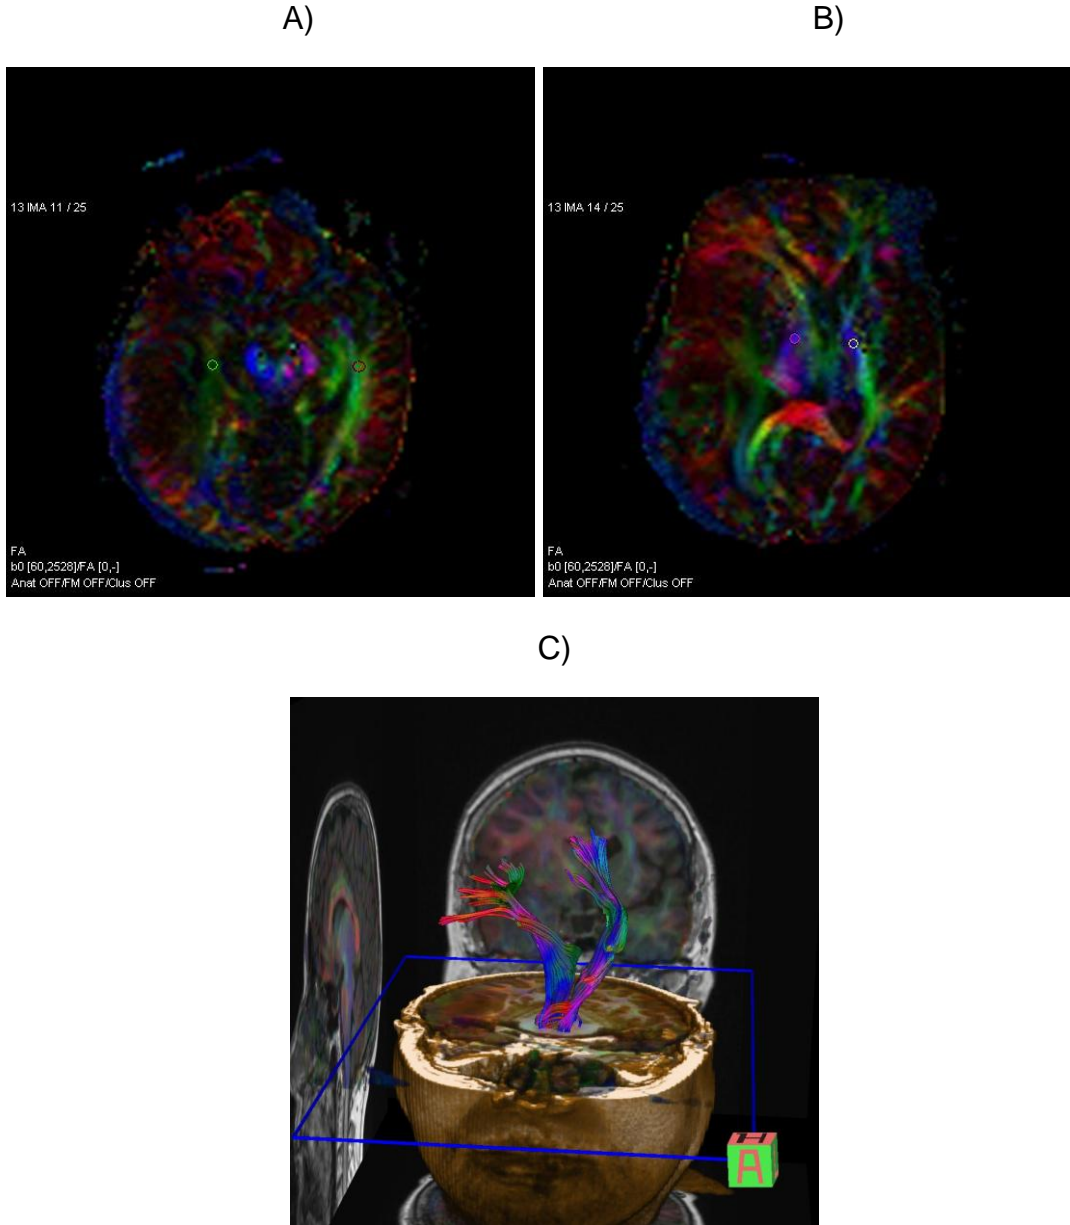 A)
B)
13 IMA 11 / 25
FA
b0 [60,2528]/FA [0,-]
Anat OFF/FM OFF/Clus OFF
13 IMA 14 / 25
FA
b0 [60,2528]/FA [0,-]
Anat OFF/FM OFF/Clus OFF
C)
H
A